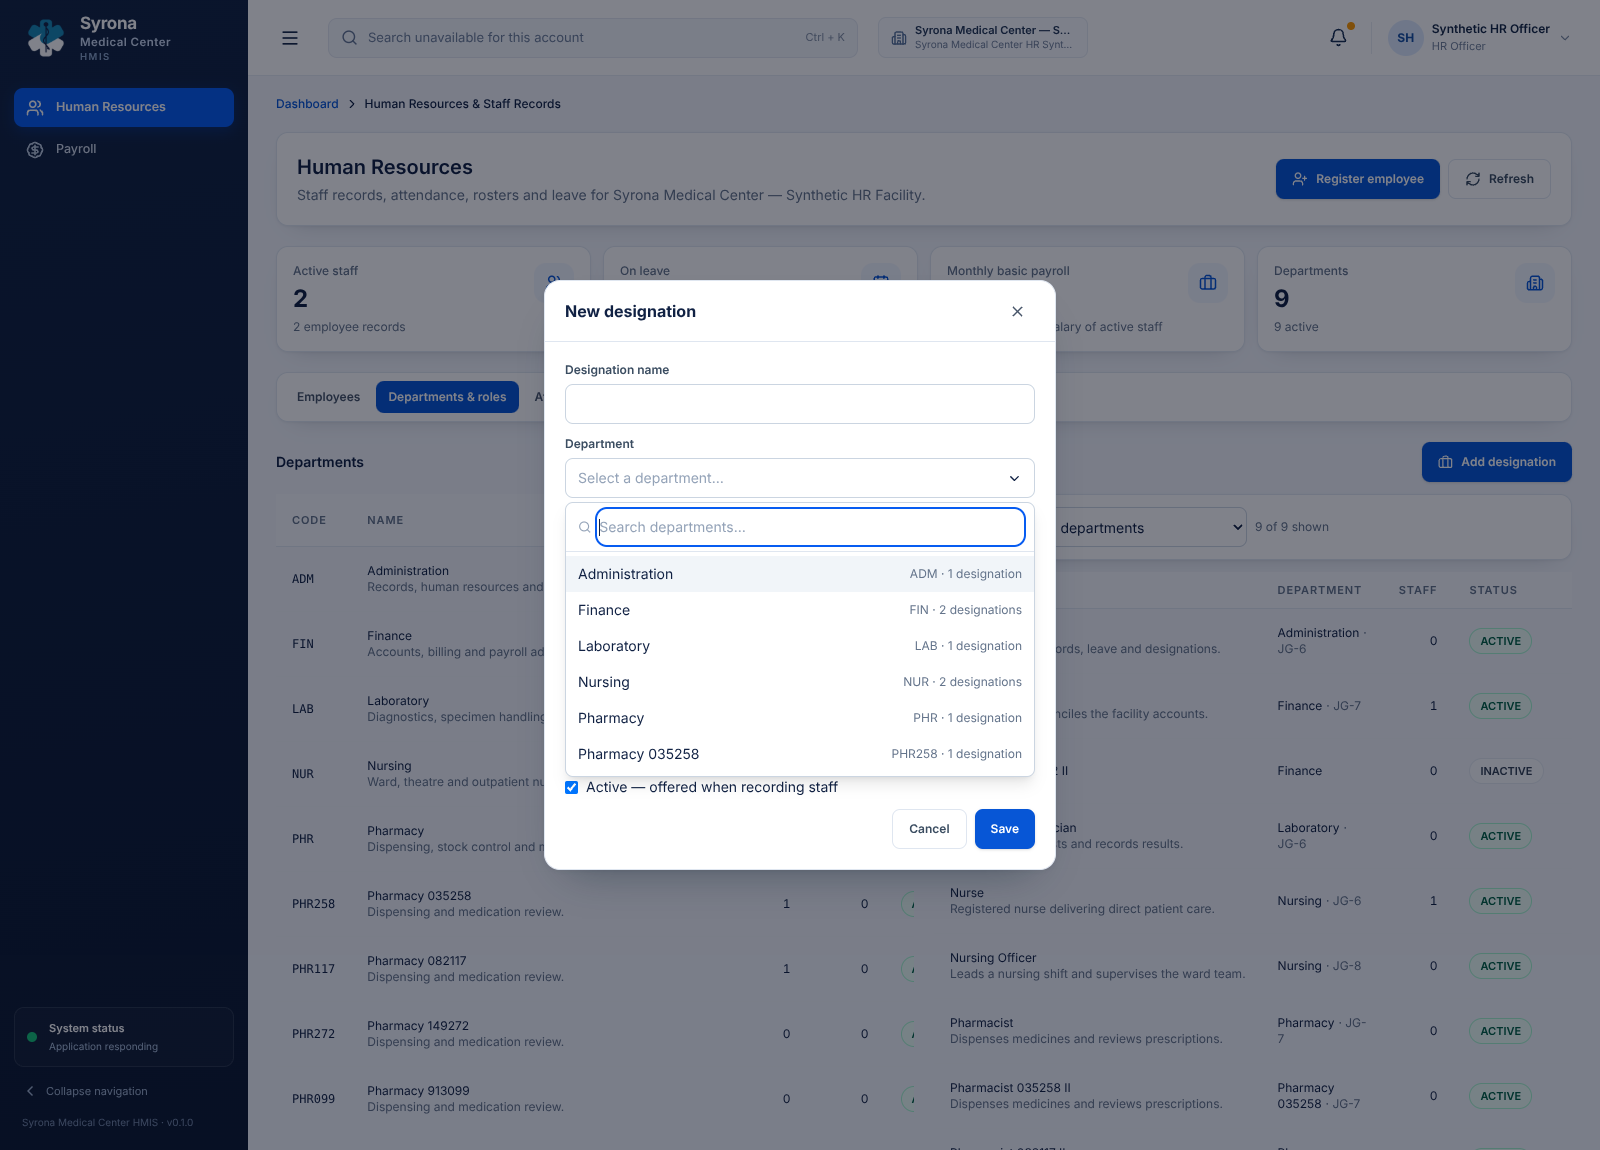 Syrona
Medical Center
HMIS
Human Resources
Payroll
System status
Application responding
Collapse navigation
Syrona Medical Center HMIS · v0.1.0
Search unavailable for this account
Ctrl + K
Syrona Medical Center — S...
Syrona Medical Center HR Synt...
SH
Synthetic HR Officer
HR Officer
Dashboard > Human Resources & Staff Records
Human Resources
Staff records, attendance, rosters and leave for Syrona Medical Center — Synthetic HR Facility.
Register employee
Refresh
Active staff
2
2 employee records
On leave
Monthly basic payroll
alary of active staff
Departments
9
9 active
Employees
Departments & roles
Departments
Add designation
departments
9 of 9 shown
CODE NAME
ADM Administration
Records, human resources and
FIN Finance
Accounts, billing and payroll ad
LAB Laboratory
Diagnostics, specimen handling
NUR Nursing
Ward, theatre and outpatient nu
PHR Pharmacy
Dispensing, stock control and m
PHR258 Pharmacy 035258 1 0
Dispensing and medication review.
PHR117 Pharmacy 082117 1 0
Dispensing and medication review.
PHR272 Pharmacy 149272 0 0
Dispensing and medication review.
PHR099 Pharmacy 913099 0 0
Dispensing and medication review.
DEPARTMENT STAFF STATUS
ords, leave and designations. Administration · JG-6 0 ACTIVE
nciles the facility accounts. Finance · JG-7 1 ACTIVE
2 II Finance 0 INACTIVE
cian
ts and records results. Laboratory · JG-6 0 ACTIVE
Nurse
Registered nurse delivering direct patient care. Nursing · JG-6 1 ACTIVE
Nursing Officer
Leads a nursing shift and supervises the ward team. Nursing · JG-8 0 ACTIVE
Pharmacist
Dispenses medicines and reviews prescriptions. Pharmacy · JG-7 0 ACTIVE
Pharmacist 035258 II
Dispenses medicines and reviews prescriptions. Pharmacy 035258 · JG-7 0 ACTIVE
New designation
Designation name
Department
Select a department...
Search departments...
Administration ADM · 1 designation
Finance FIN · 2 designations
Laboratory LAB · 1 designation
Nursing NUR · 2 designations
Pharmacy PHR · 1 designation
Pharmacy 035258 PHR258 · 1 designation
Active — offered when recording staff
Cancel
Save